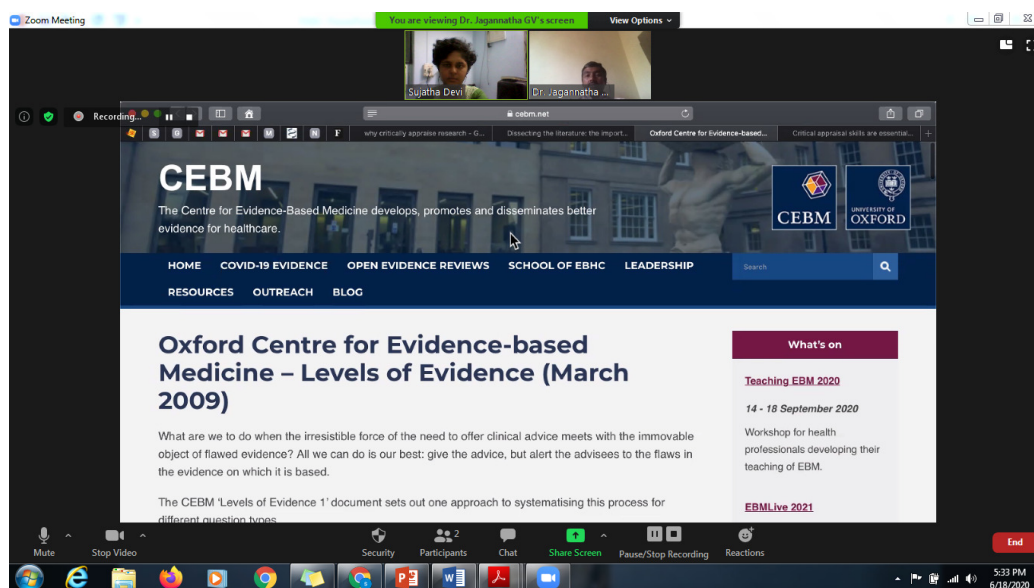 Zoom Meeting
You are viewing Dr. Jagannatha GV's screen
View Options
Sujatha Devi
Dr. Jagannatha ...
Recording...
cebm.net
S G M N F
why critically appraise research - G...
Dissecting the literature: the import...
Oxford Centre for Evidence-based...
Critical appraisal skills are essential...
CEBM
The Centre for Evidence-Based Medicine develops, promotes and disseminates better
evidence for healthcare.
CEBM
UNIVERSITY OF
OXFORD
HOME COVID-19 EVIDENCE OPEN EVIDENCE REVIEWS SCHOOL OF EBHC LEADERSHIP
Search
RESOURCES OUTREACH BLOG
Oxford Centre for Evidence-based
Medicine – Levels of Evidence (March
2009)
What are we to do when the irresistible force of the need to offer clinical advice meets with the immovable
object of flawed evidence? All we can do is our best: give the advice, but alert the advisees to the flaws in
the evidence on which it is based.
The CEBM 'Levels of Evidence 1' document sets out one approach to systematising this process for
different question types.
What's on
Teaching EBM 2020
14 - 18 September 2020
Workshop for health
professionals developing their
teaching of EBM.
EBMLive 2021
Mute
Stop Video
Security
Participants
2
Chat
Share Screen
Pause/Stop Recording
Reactions
End
5:33 PM
6/18/2020